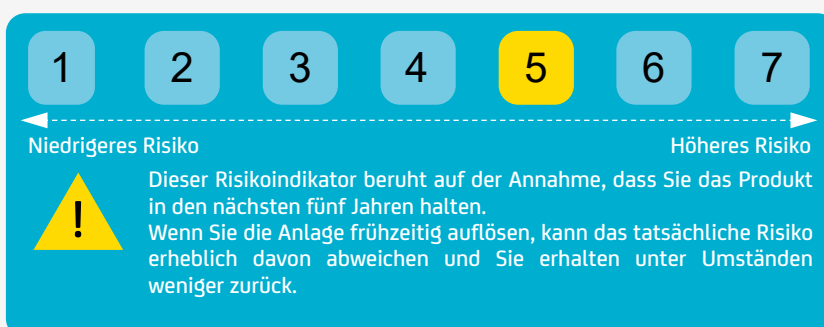 1 2 3 4 5 6 7
Niedrigeres Risiko Höheres Risiko
!
Dieser Risikoindikator beruht auf der Annahme, dass Sie das Produkt
in den nächsten fünf Jahren halten.
Wenn Sie die Anlage frühzeitig auflösen, kann das tatsächliche Risiko
erheblich davon abweichen und Sie erhalten unter Umständen
weniger zurück.